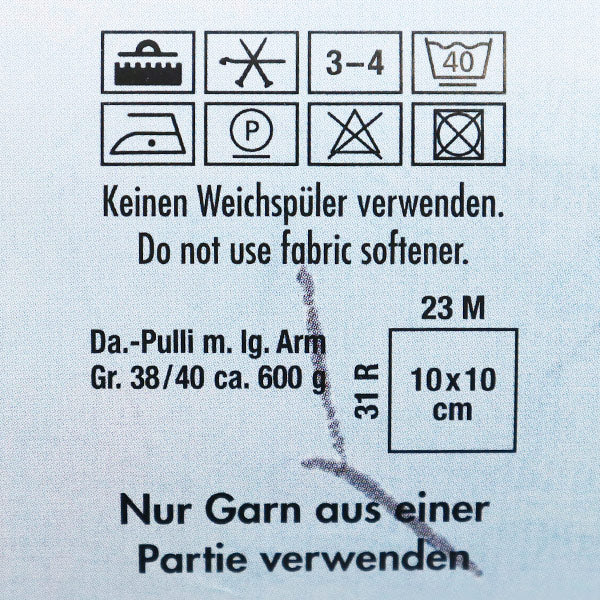 3–4
40
P
Keinen Weichspüler verwenden.
Do not use fabric softener.
23 M
Da.-Pulli m. lg. Arm
Gr. 38/40 ca. 600 g
31 R
10x10
cm
Nur Garn aus einer
Partie verwenden